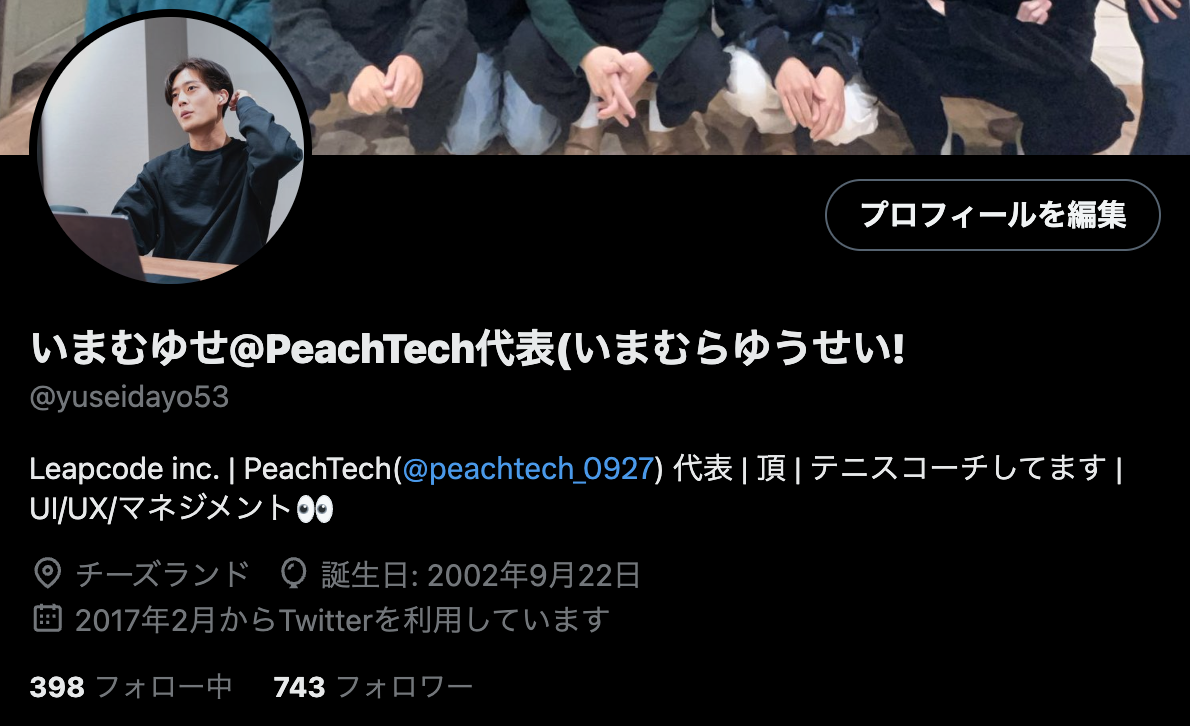 プロフィールを編集
いまむゆせ@PeachTech代表(いまむらゆうせい!
@yuseidayo53
Leapcode inc. | PeachTech(@peachtech_0927) 代表 | 頂 | テニスコーチしてます |
UI/UX/マネジメント👀
チーズランド 誕生日: 2002年9月22日
2017年2月からTwitterを利用しています
398 フォロー中 743 フォロワー